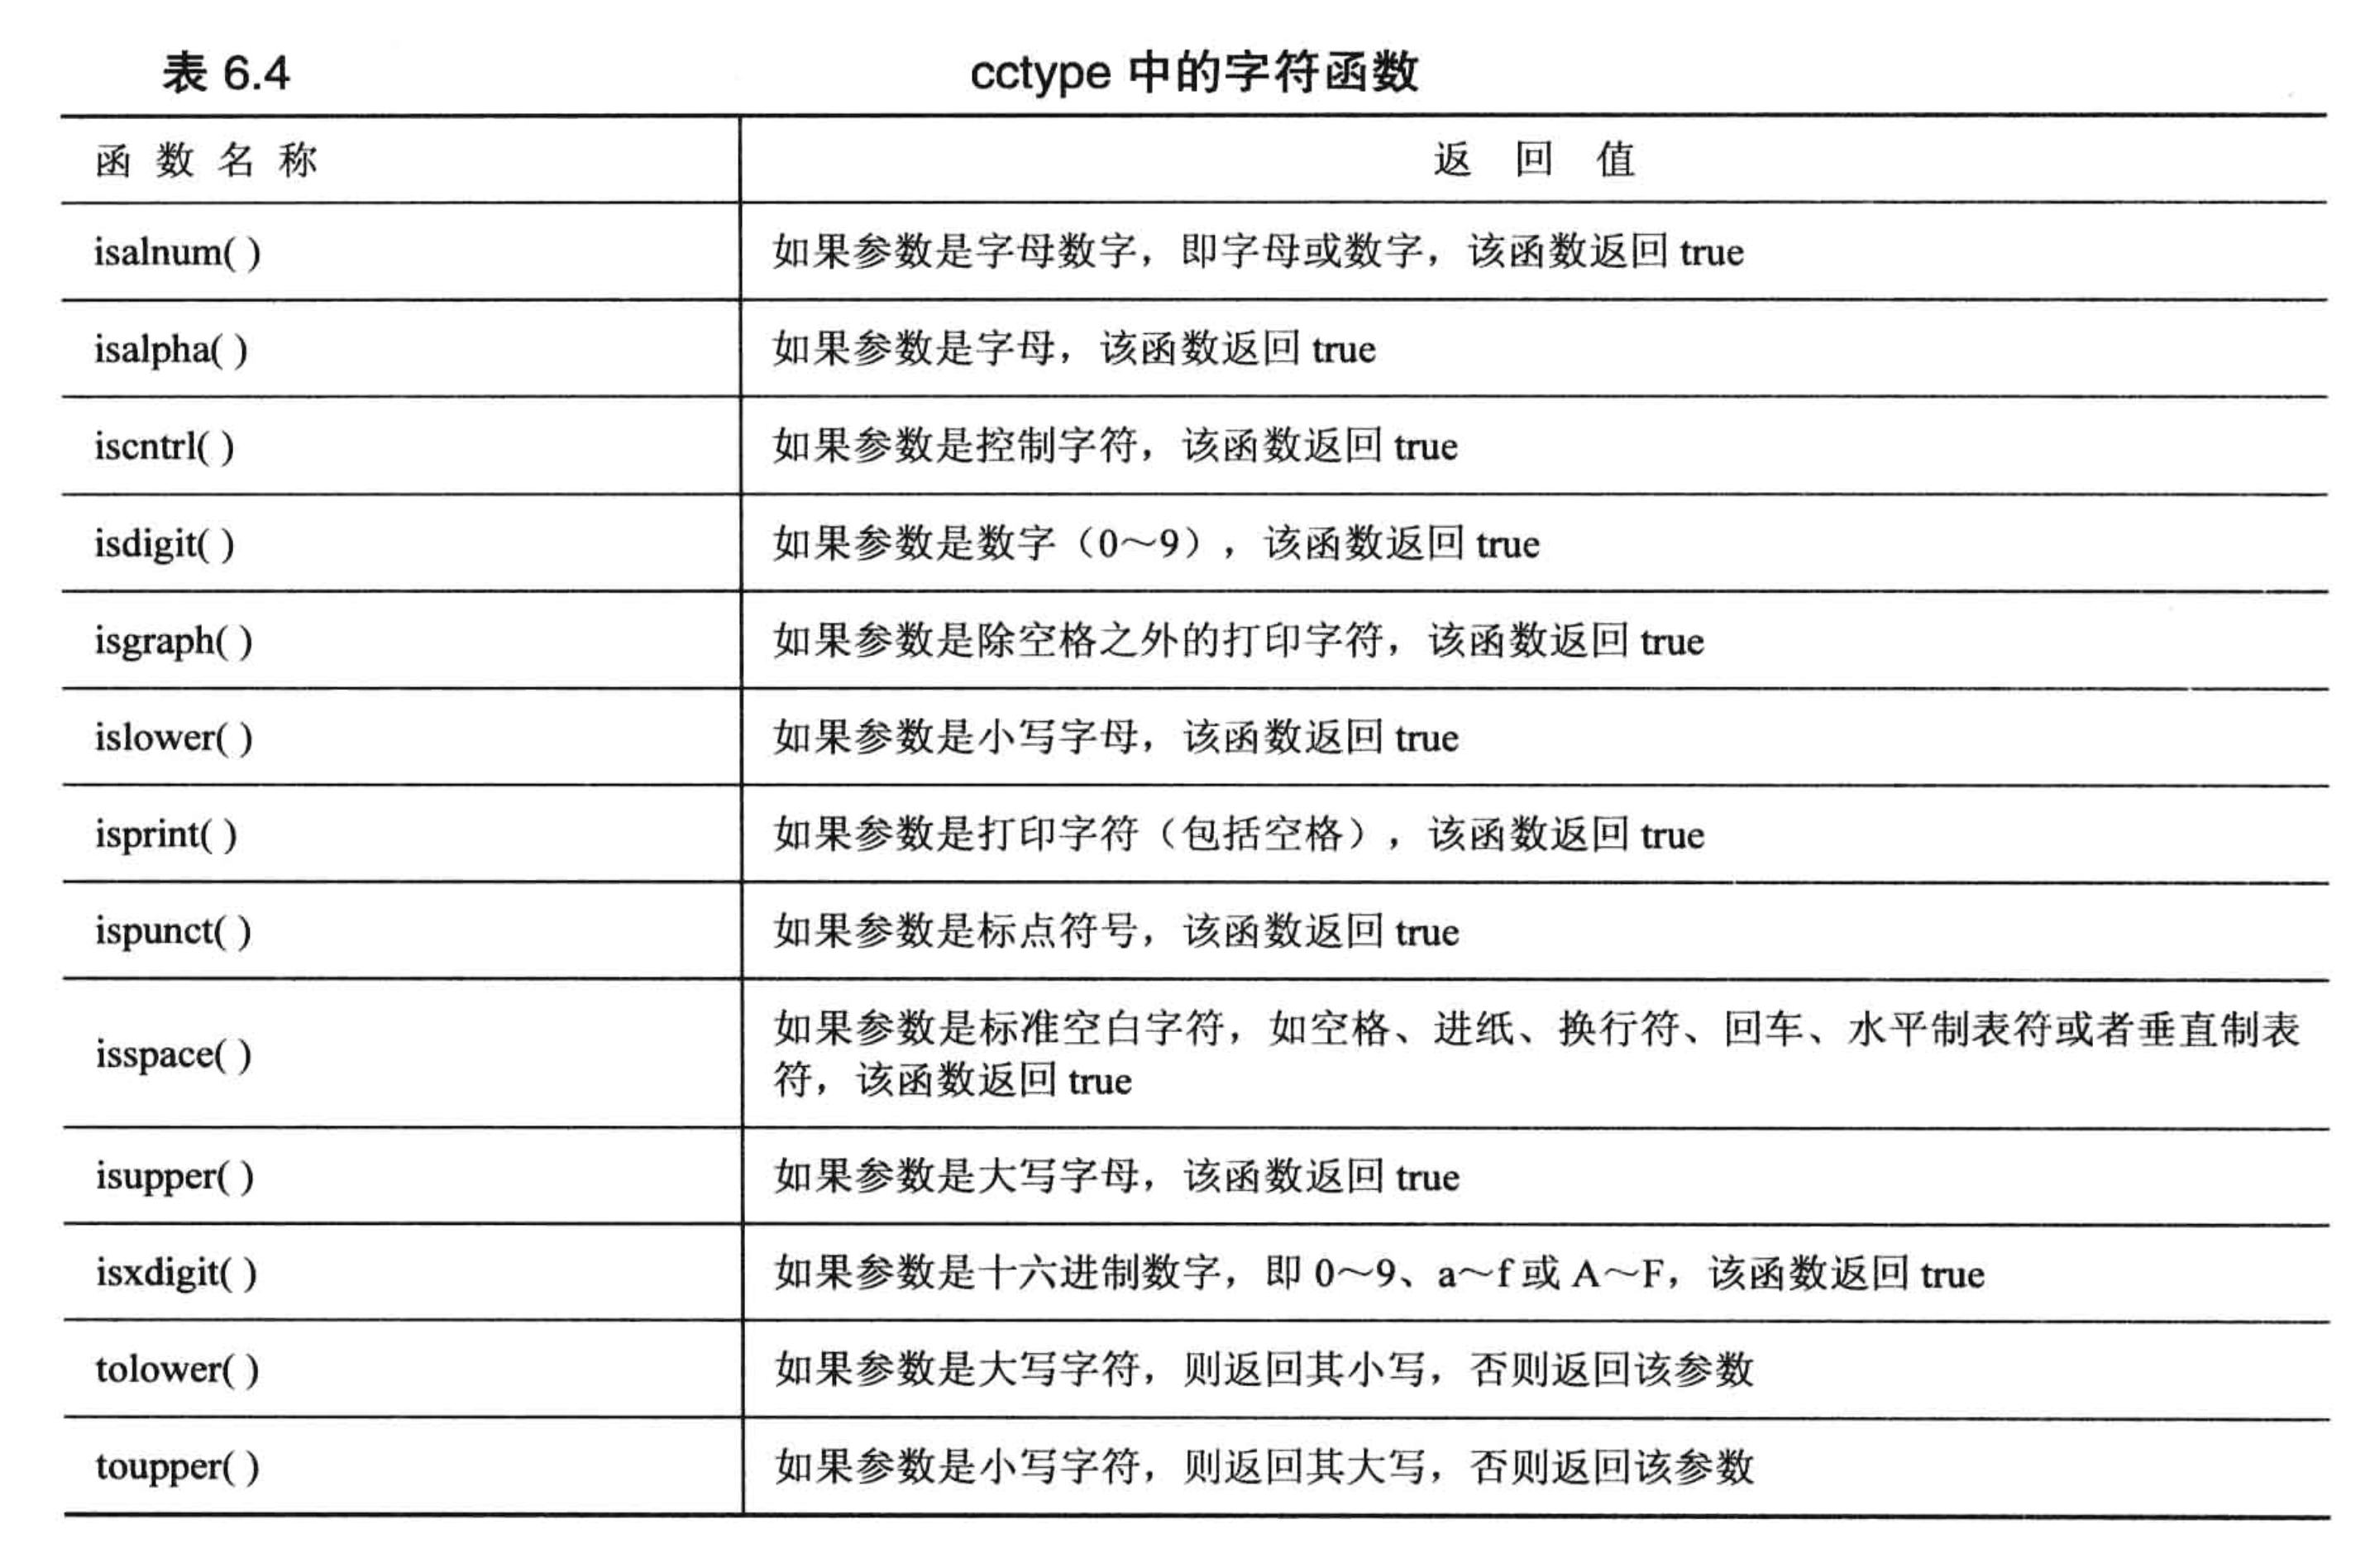 表 6.4 cctype 中的字符函数
函 数 名 称 返 回 值
isalnum( ) 如果参数是字母数字，即字母或数字，该函数返回 true
isalpha( ) 如果参数是字母，该函数返回 true
iscntrl( ) 如果参数是控制字符，该函数返回 true
isdigit( ) 如果参数是数字（0～9），该函数返回 true
isgraph( ) 如果参数是除空格之外的打印字符，该函数返回 true
islower( ) 如果参数是小写字母，该函数返回 true
isprint( ) 如果参数是打印字符（包括空格），该函数返回 true
ispunct( ) 如果参数是标点符号，该函数返回 true
isspace( ) 如果参数是标准空白字符，如空格、进纸、换行符、回车、水平制表符或者垂直制表
符，该函数返回 true
isupper( ) 如果参数是大写字母，该函数返回 true
isxdigit( ) 如果参数是十六进制数字，即 0～9、a～f 或 A～F，该函数返回 true
tolower( ) 如果参数是大写字符，则返回其小写，否则返回该参数
toupper( ) 如果参数是小写字符，则返回其大写，否则返回该参数